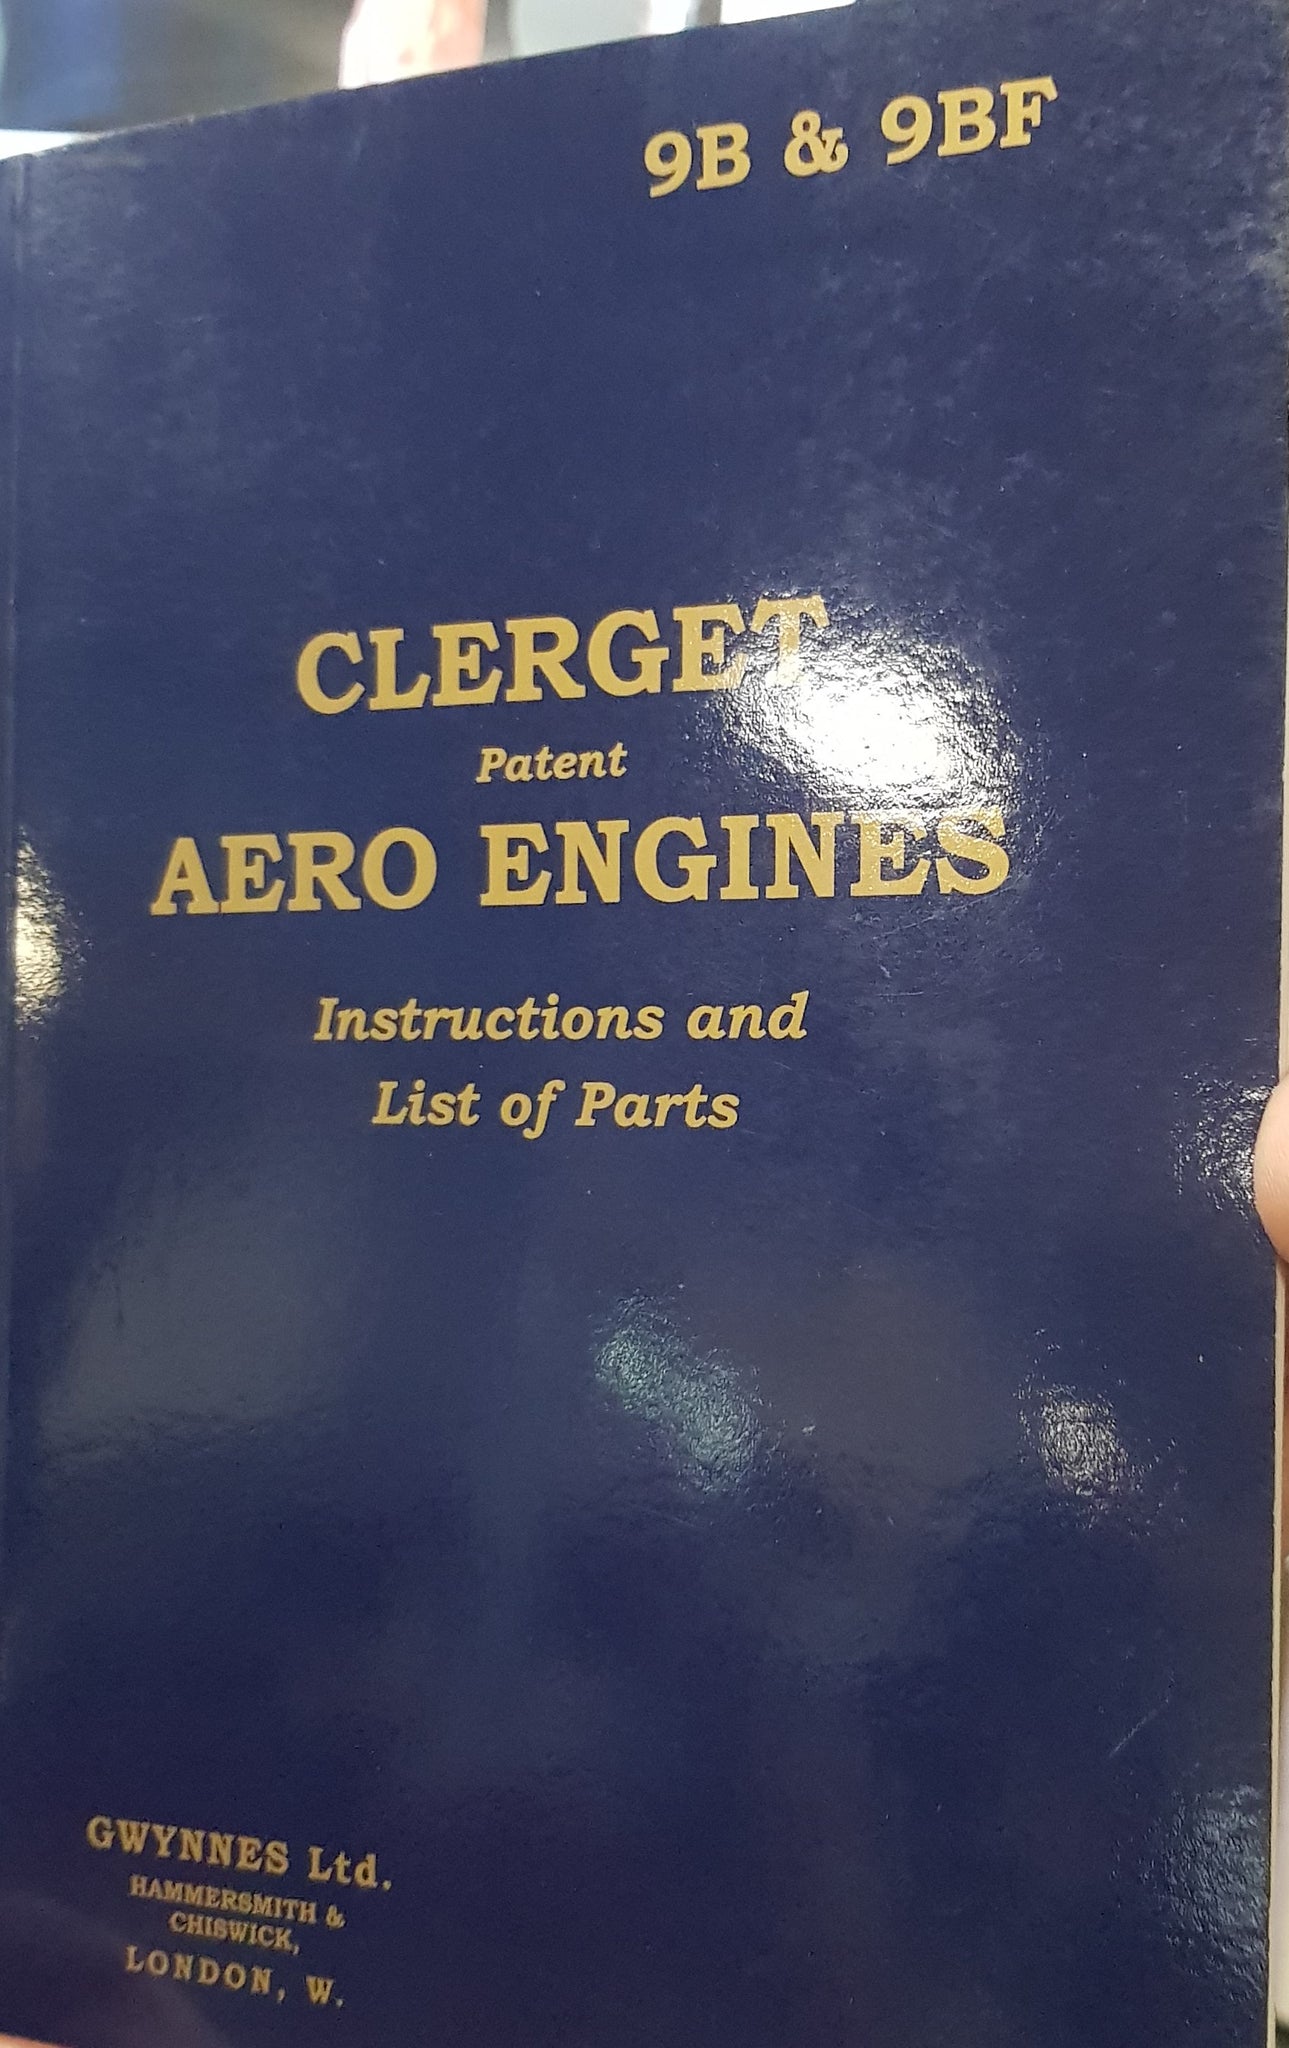 9B & 9BF
CLERGET
Patent
AERO ENGINES
Instructions and
List of Parts
GWYNNES Ltd.
HAMMERSMITH &
CHISWICK,
LONDON, W.